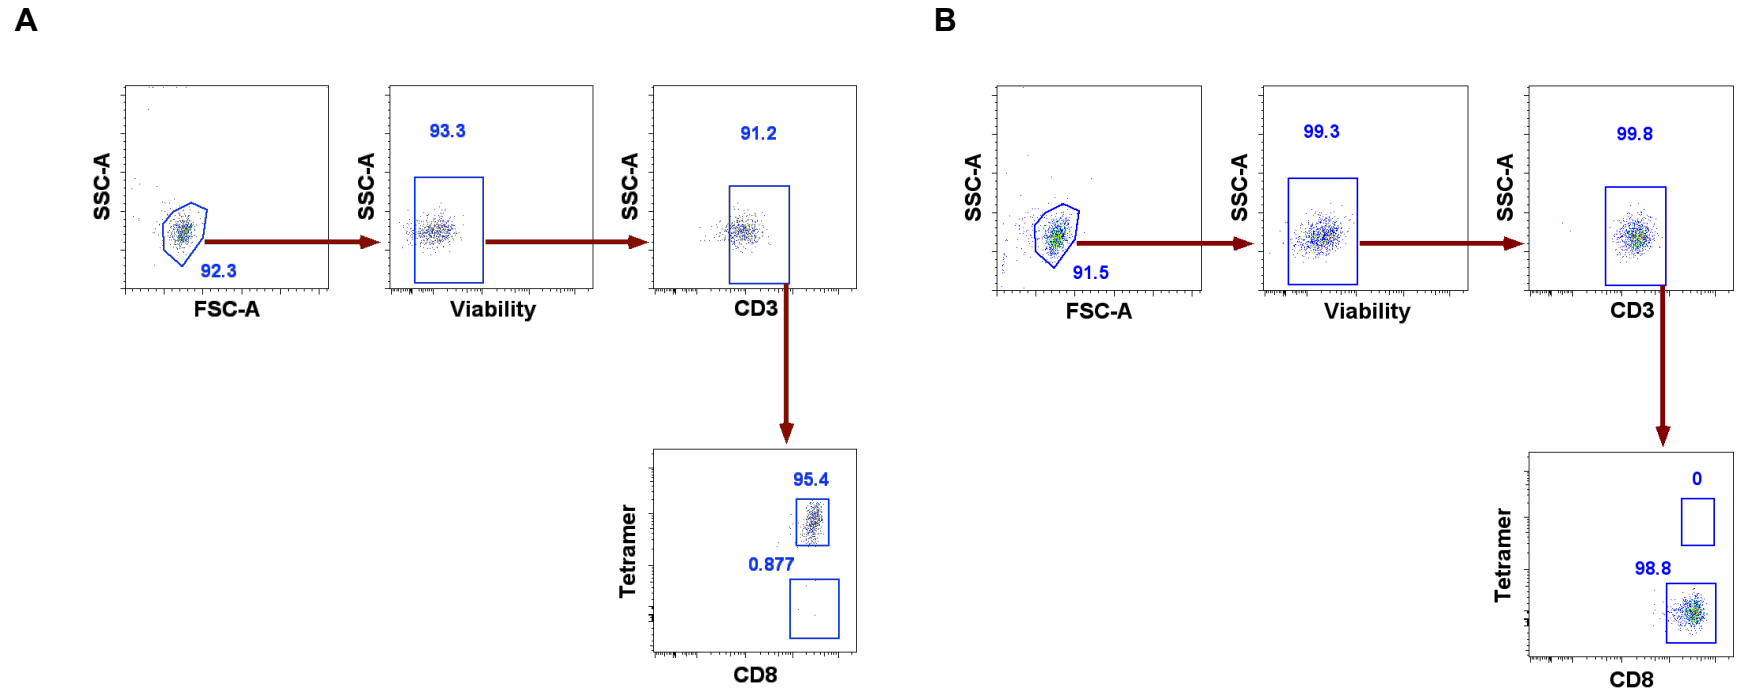 A
B
SSC-A
93.3
SSC-A
91.2
SSC-A
92.3
FSC-A
Viability
CD3
SSC-A
99.3
SSC-A
99.8
SSC-A
91.5
FSC-A
Viability
CD3
95.4
0.877
Tetramer
CD8
0
98.8
Tetramer
CD8